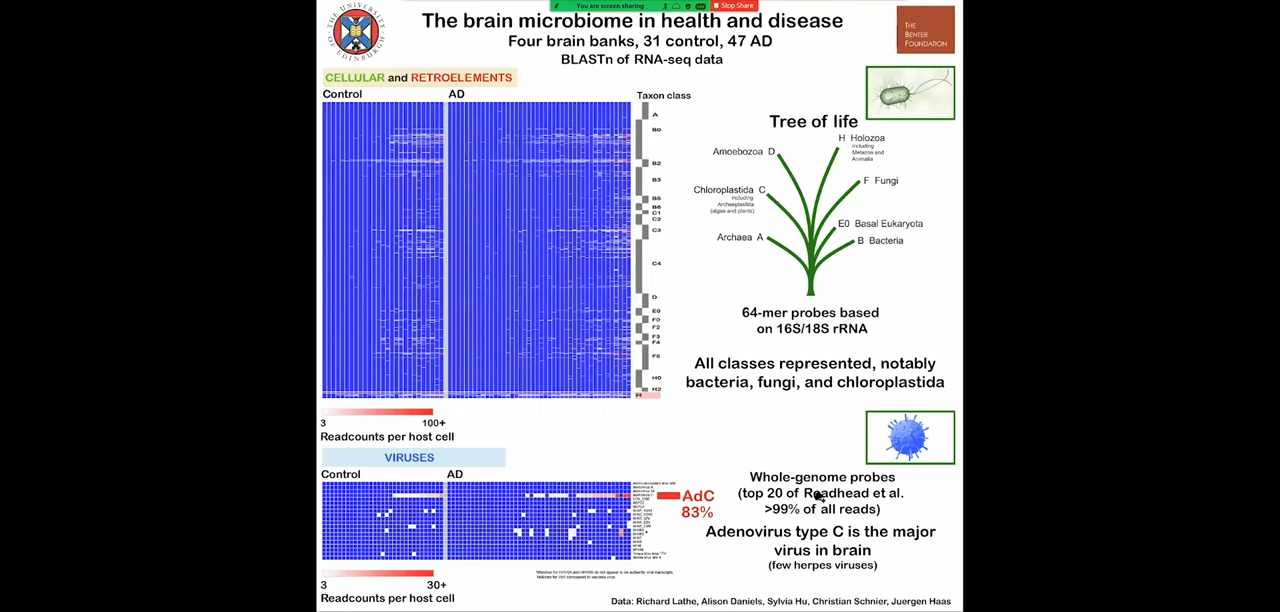 You are screen sharing
Stop Share
The brain microbiome in health and disease
Four brain banks, 31 control, 47 AD
BLASTn of RNA-seq data
THE UNIVERSITY OF EDINBURGH
THE
BENTER
FOUNDATION
CELLULAR and RETROELEMENTS
Control
AD
Taxon class
A
B0
B2
B3
B5
B6
C1
C2
C3
C4
D
E0
F0
F2
F3
F4
F6
H0
H2
R
3
100+
Readcounts per host cell
Tree of life
H Holozoa
including
Metazoa and
Animalia
Amoebozoa D
F Fungi
Chloroplastida C
including
Archaeplastida
(algae and plants)
E0 Basal Eukaryota
Archaea A
B Bacteria
64-mer probes based
on 16S/18S rRNA
All classes represented, notably
bacteria, fungi, and chloroplastida
VIRUSES
Control
AD
AdC
83%
3
30+
Readcounts per host cell
Whole-genome probes
(top 20 of Readhead et al.
>99% of all reads)
Adenovirus type C is the major
virus in brain
(few herpes viruses)
Data: Richard Lathe, Alison Daniels, Sylvia Hu, Christian Schnier, Juergen Haas